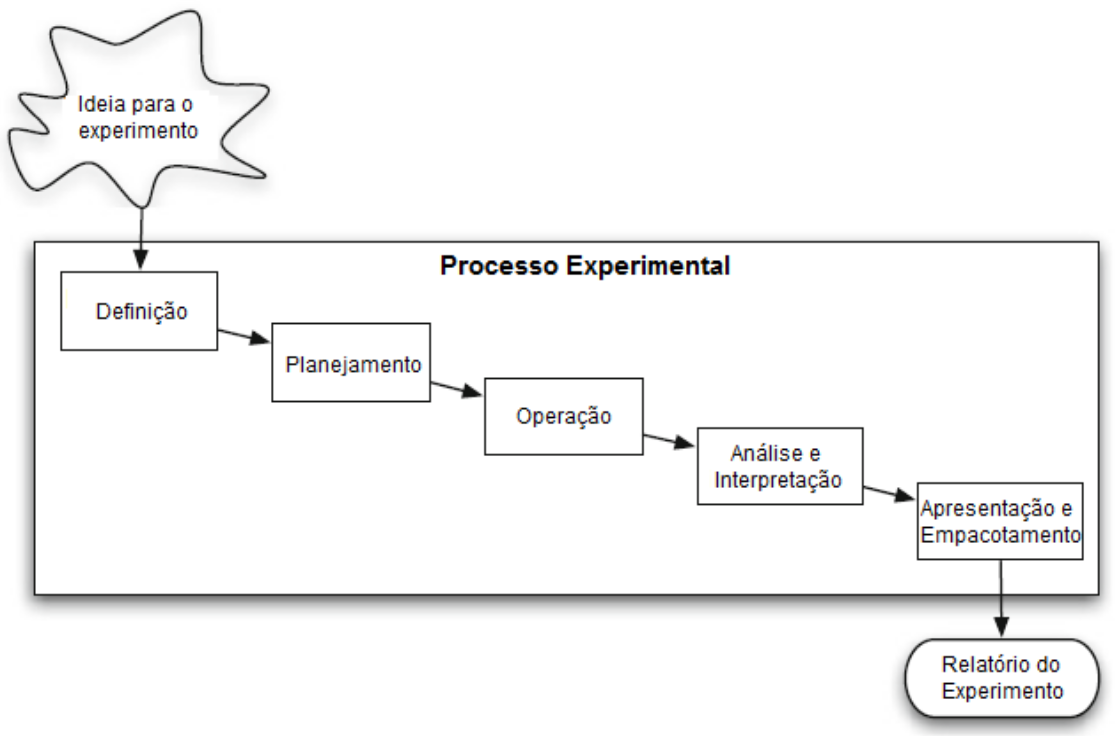 Ideia para o
experimento
Processo Experimental
Definição
Planejamento
Operação
Análise e
Interpretação
Apresentação e
Empacotamento
Relatório do
Experimento